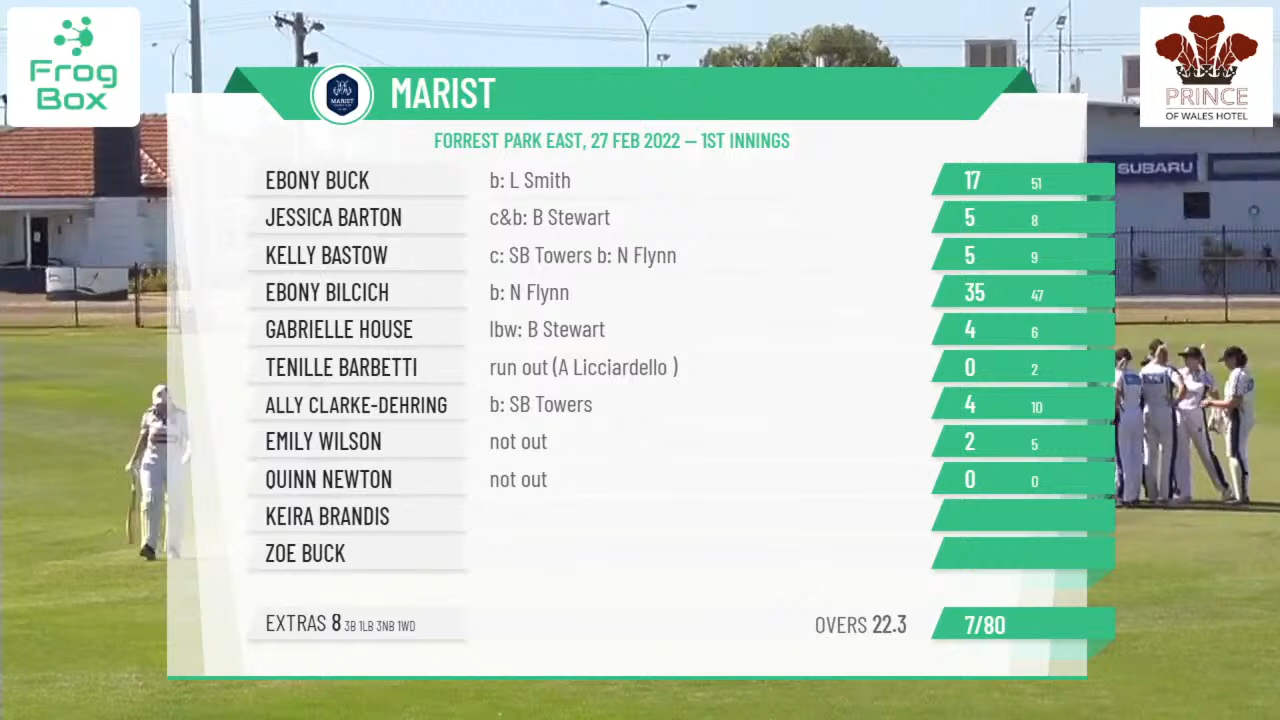 Frog
Box
MARIST
MARIST
PRINCE
OF WALES HOTEL
FORREST PARK EAST, 27 FEB 2022 – 1ST INNINGS
SUBARU
EBONY BUCK b: L Smith 17 51
JESSICA BARTON c&b: B Stewart 5 8
KELLY BASTOW c: SB Towers b: N Flynn 5 9
EBONY BILCICH b: N Flynn 35 47
GABRIELLE HOUSE lbw: B Stewart 4 6
TENILLE BARBETTI run out (A Licciardello ) 0 2
ALLY CLARKE-DEHRING b: SB Towers 4 10
EMILY WILSON not out 2 5
QUINN NEWTON not out 0 0
KEIRA BRANDIS
ZOE BUCK
EXTRAS 8 3B 1LB 3NB 1WD OVERS 22.3 7/80